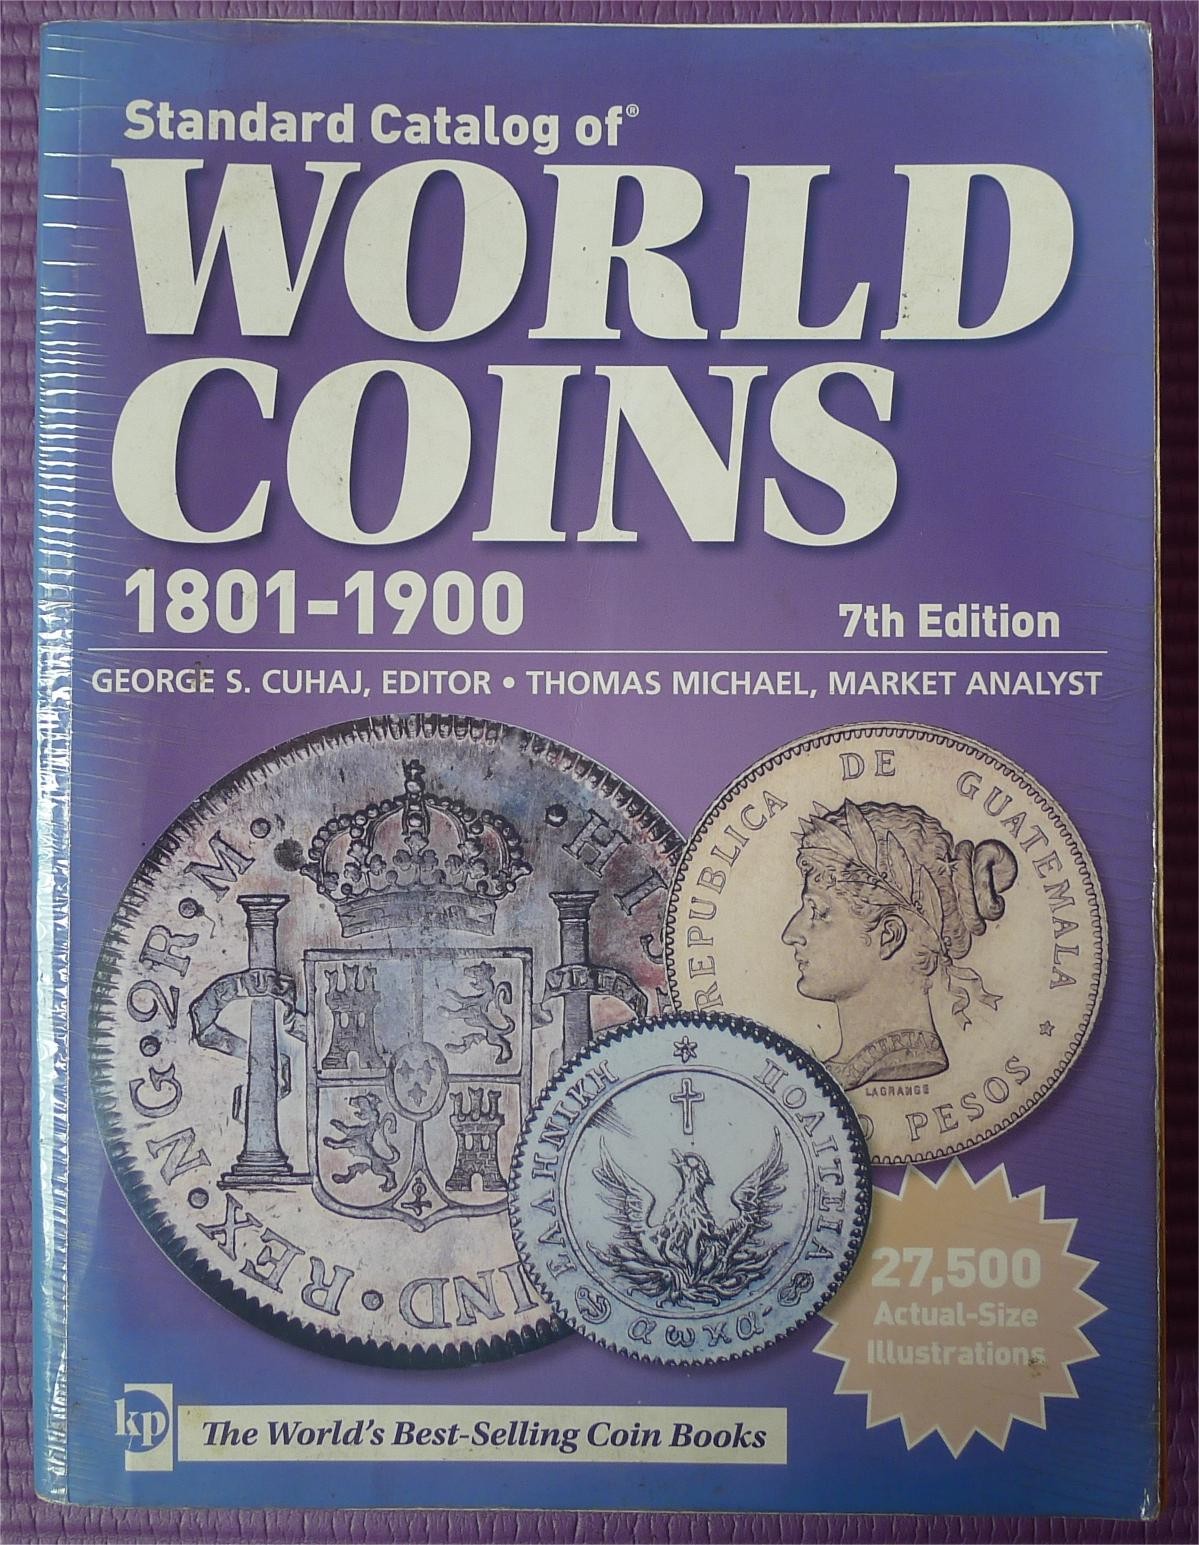 Standard Catalog of®
WORLD
COINS
1801-1900
7th Edition
GEORGE S. CUHAJ, EDITOR • THOMAS MICHAEL, MARKET ANALYST
•NG•2R•M•
•HIS
IND•REX•
REPUBLICA DE GUATEMALA
LAGRANGE
PESOS
ΕΛΛΗΝΙΚΗ ΠΟΛΙΤΕΙΑ
αωκα-
27,500
Actual-Size
Illustrations
kp
The World's Best-Selling Coin Books